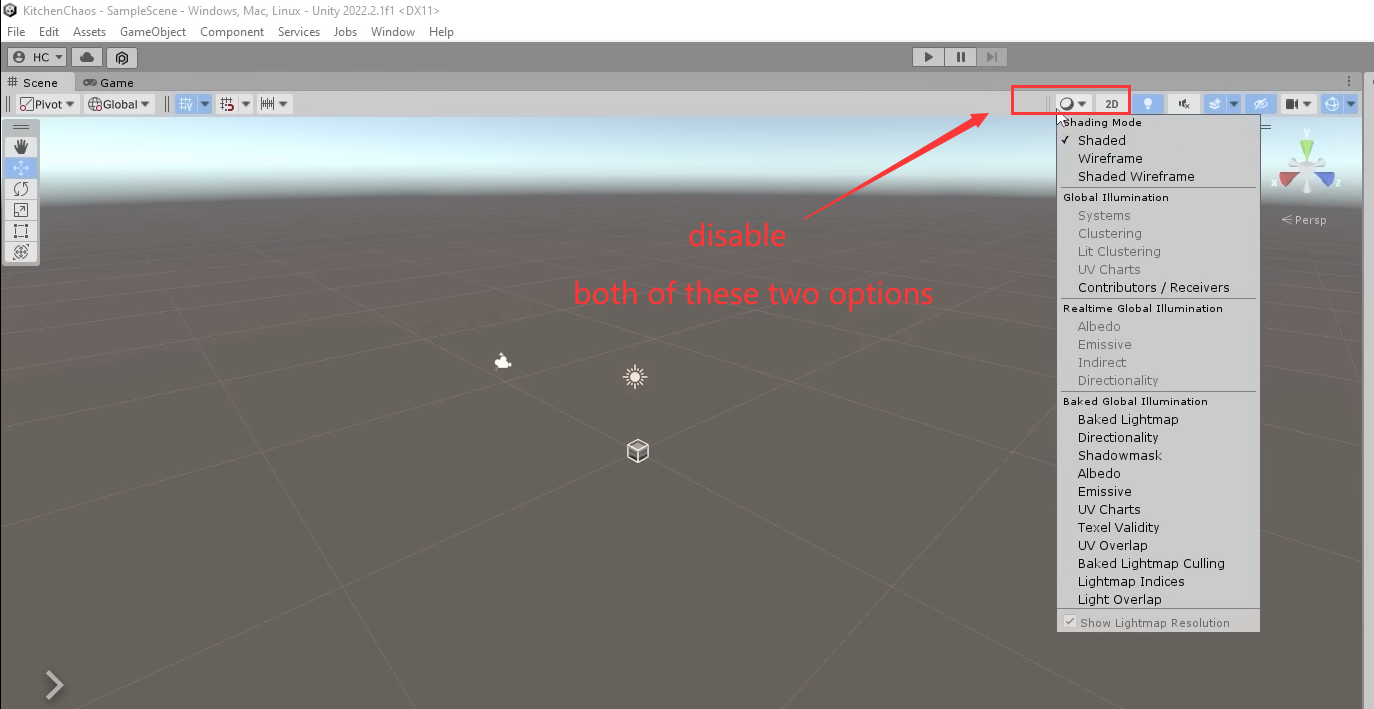 KitchenChaos - SampleScene - Windows, Mac, Linux - Unity 2022.2.1f1 <DX11>
File Edit Assets GameObject Component Services Jobs Window Help
HC
Scene Game
Pivot Global 2D
Shading Mode
✓ Shaded
Wireframe
Shaded Wireframe
Global Illumination
Systems
Clustering
Lit Clustering
UV Charts
Contributors / Receivers
Realtime Global Illumination
Albedo
Emissive
Indirect
Directionality
Baked Global Illumination
Baked Lightmap
Directionality
Shadowmask
Albedo
Emissive
UV Charts
Texel Validity
UV Overlap
Baked Lightmap Culling
Lightmap Indices
Light Overlap
Show Lightmap Resolution
y
x z
< Persp
disable
both of these two options